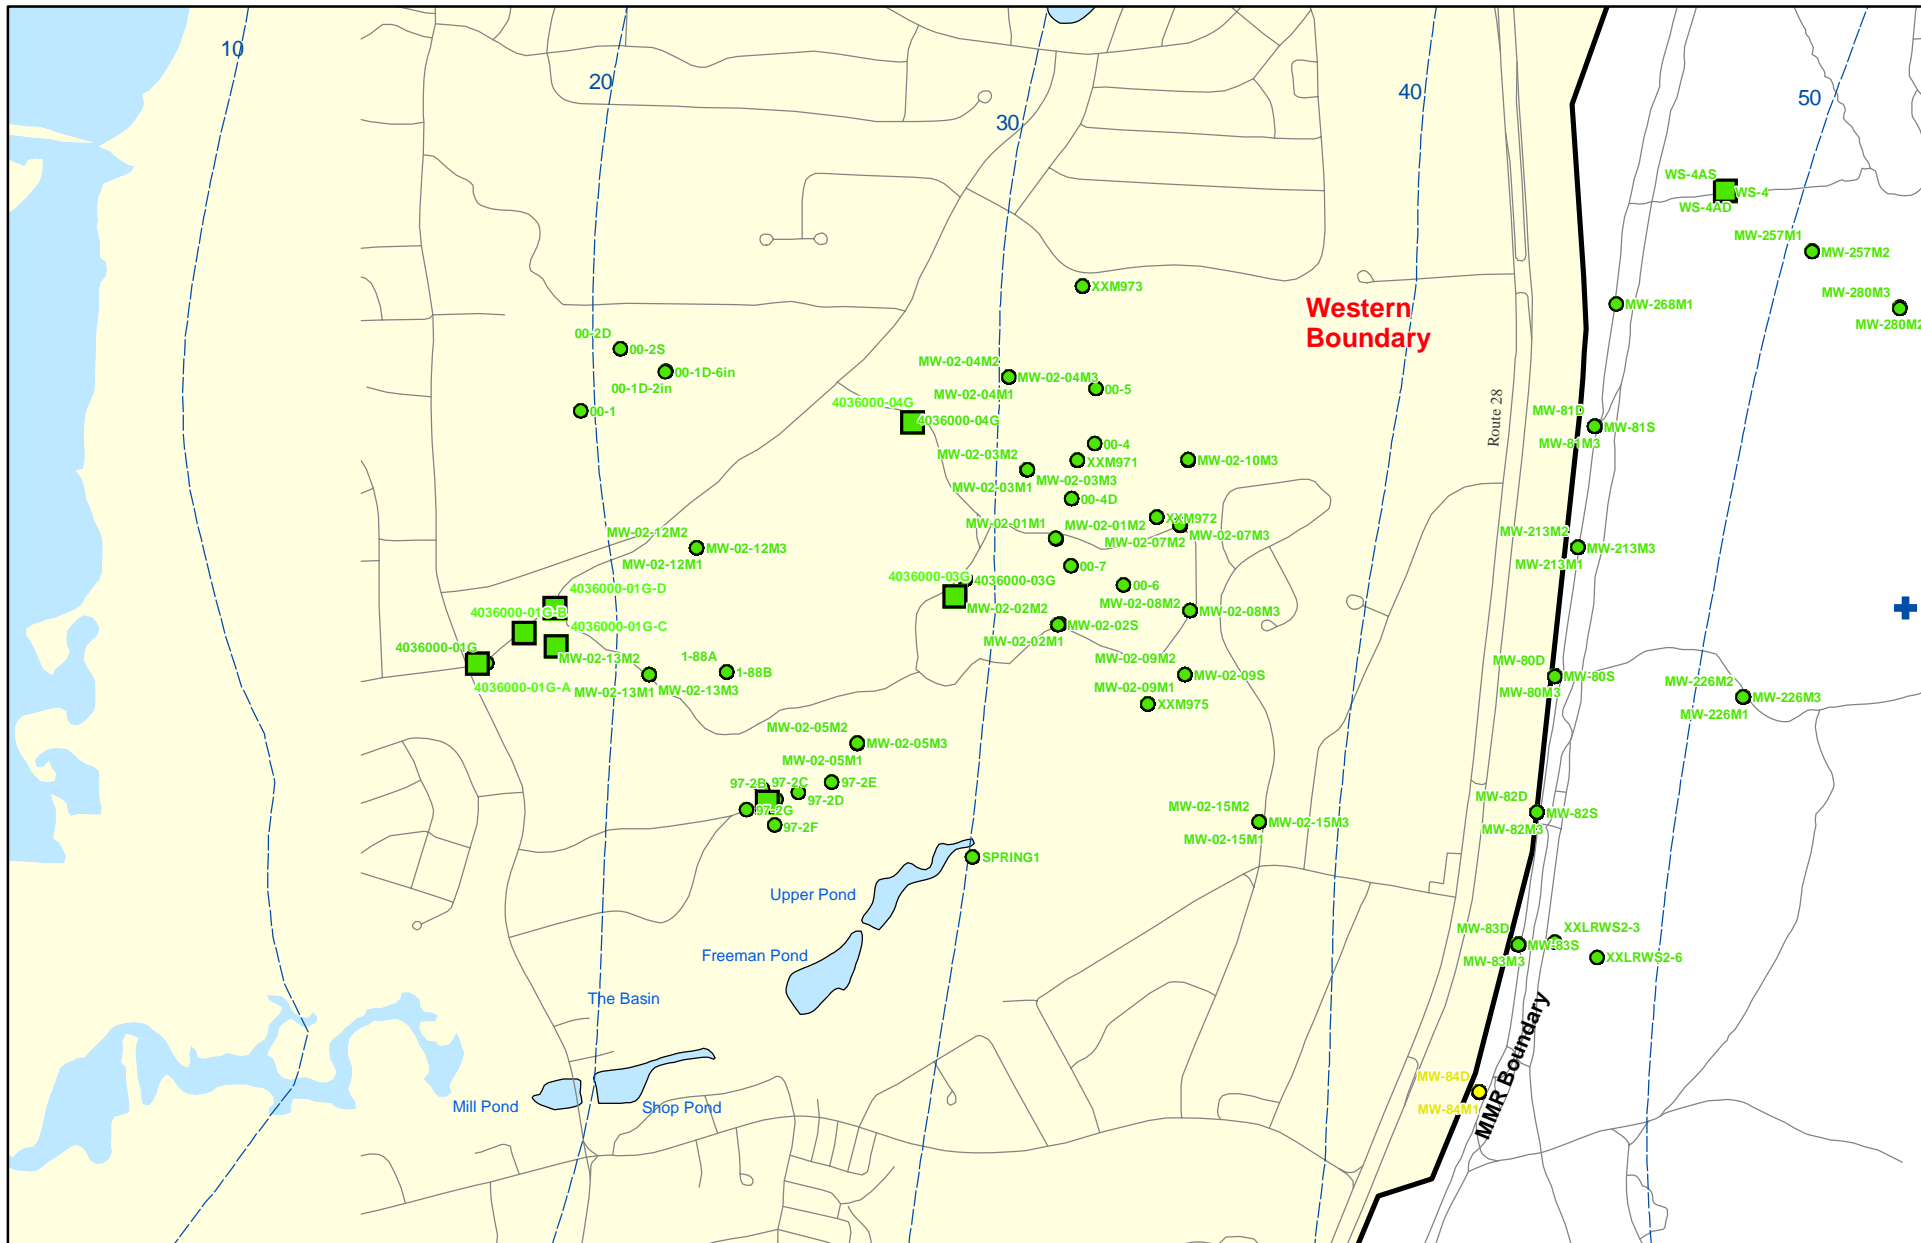 10
20
30
40
50
WS-4AS
WS-4
WS-4AD
MW-257M1
MW-257M2
MW-280M3
MW-280M2
MW-268M1
XXM973
Western
Boundary
00-2D
00-2S
00-1D-6in
00-1D-2in
00-1
MW-02-04M2
MW-02-04M3
MW-02-04M1
00-5
4036000-04G
4036000-04G
Route 28
MW-81D
MW-81S
MW-81M3
00-4
MW-02-03M2
XXM971
MW-02-10M3
MW-02-03M3
MW-02-03M1
00-4D
MW-02-01M1
MW-02-01M2
XXM972
MW-02-07M2
MW-02-07M3
MW-213M2
MW-213M3
MW-213M1
MW-02-12M2
MW-02-12M3
MW-02-12M1
00-7
4036000-03G
4036000-03G
00-6
4036000-01G-D
4036000-01G-B
4036000-01G-C
MW-02-02M2
MW-02-08M2
MW-02-08M3
MW-02-02S
MW-02-02M1
4036000-01G
4036000-01G-A
MW-02-13M2
MW-02-13M1
MW-02-13M3
1-88A
1-88B
MW-02-09M2
MW-02-09S
MW-02-09M1
XXM975
MW-80D
MW-80S
MW-80M3
MW-226M2
MW-226M3
MW-226M1
MW-02-05M2
MW-02-05M3
MW-02-05M1
97-2B
97-2C
97-2E
97-2D
97-2G
97-2F
MW-02-15M2
MW-02-15M3
MW-02-15M1
MW-82D
MW-82S
MW-82M3
SPRING1
Upper Pond
Freeman Pond
The Basin
MW-83D
MW-83S
MW-83M3
XXLRWS2-3
XXLRWS2-6
MMR Boundary
MW-84D
MW-84M1
Mill Pond
Shop Pond